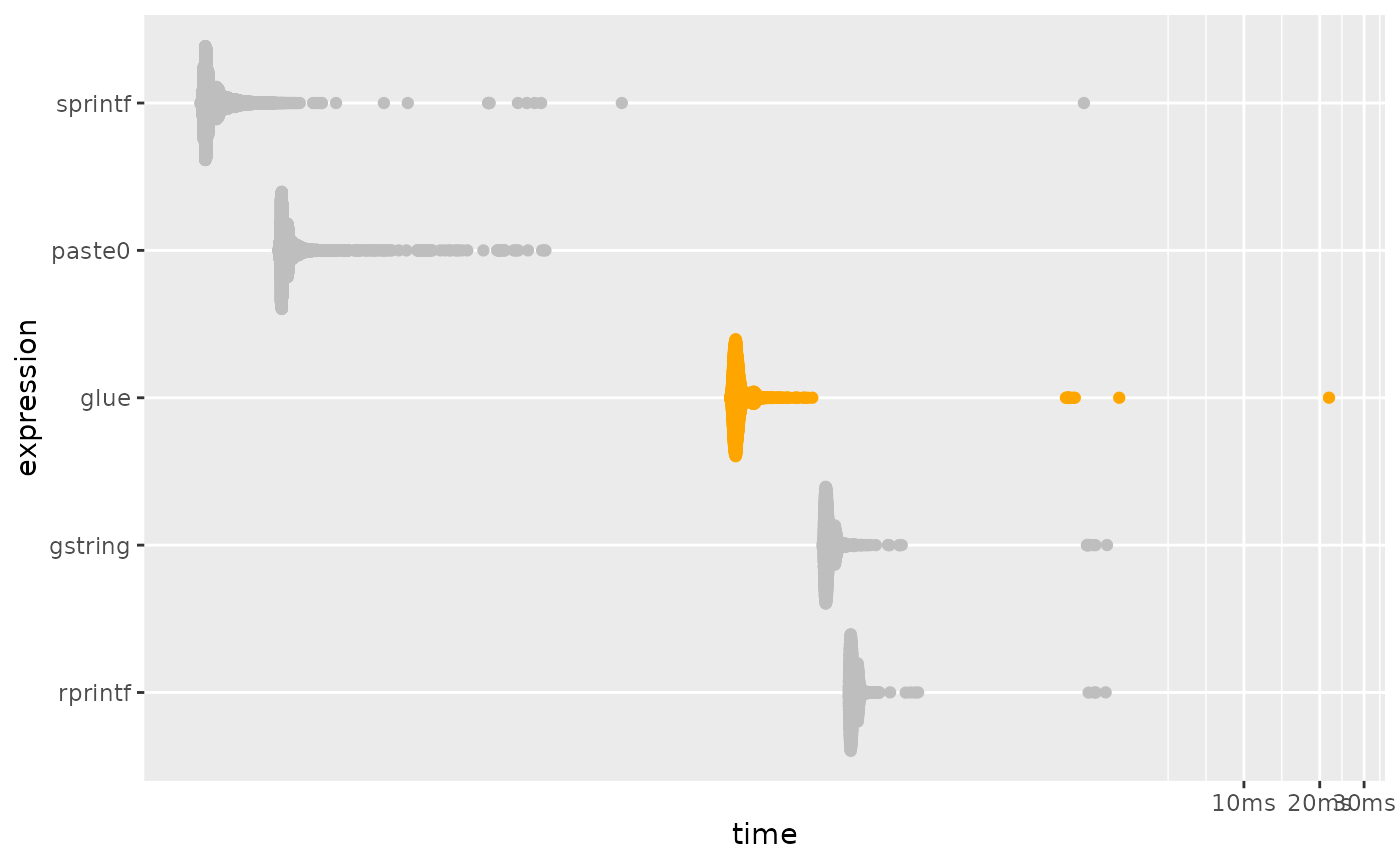 sprintf
paste0
glue
gstring
rprintf
expression
10ms 20ms 30ms
time